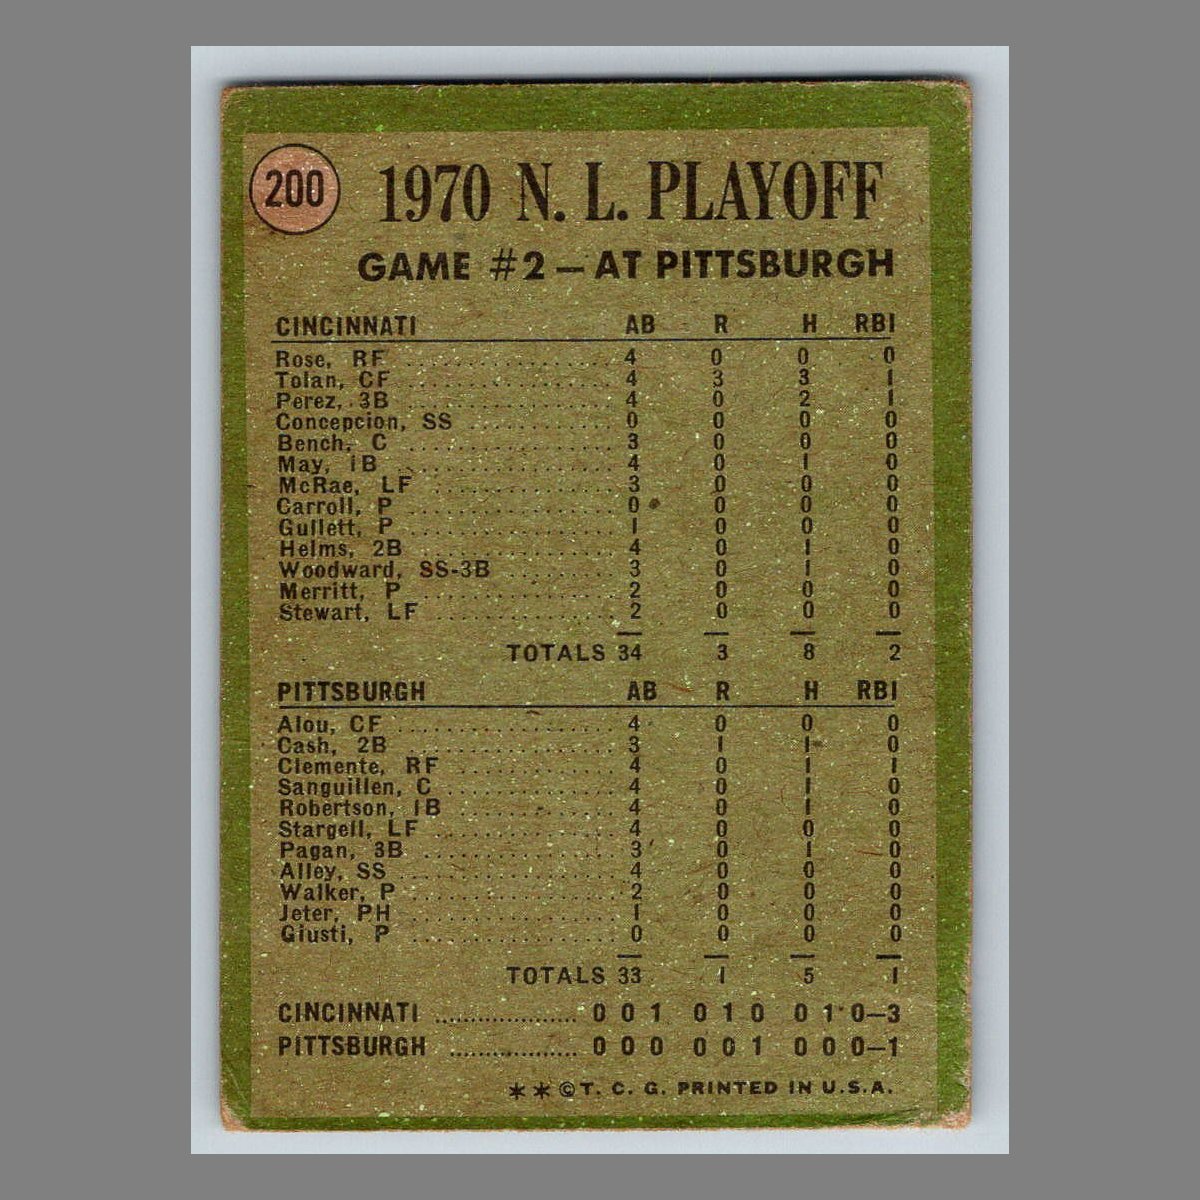 200
1970 N. L. PLAYOFF
GAME #2 – AT PITTSBURGH
CINCINNATI AB R H RBI
Rose, RF .................... 4 0 0 0
Tolan, CF .................... 4 3 3 1
Perez, 3B .................... 4 0 2 1
Concepcion, SS .............. 0 0 0 0
Bench, C .................... 3 0 0 0
May, 1B .................... 4 0 1 0
McRae, LF .................. 3 0 0 0
Carroll, P .................... 0 0 0 0
Gullett, P .................... 1 0 0 0
Helms, 2B .................... 4 0 1 0
Woodward, SS-3B .......... 3 0 1 0
Merritt, P .................... 2 0 0 0
Stewart, LF .................. 2 0 0 0
TOTALS 34 3 8 2
PITTSBURGH AB R H RBI
Alou, CF .................... 4 0 0 0
Cash, 2B .................... 3 1 1 0
Clemente, RF ................ 4 0 1 1
Sanguillen, C ................ 4 0 1 0
Robertson, 1B ................ 4 0 1 0
Stargell, LF .................. 4 0 0 0
Pagan, 3B .................... 3 0 1 0
Alley, SS .................... 4 0 0 0
Walker, P .................... 2 0 0 0
Jeter, PH .................... 1 0 0 0
Giusti, P .................... 0 0 0 0
TOTALS 33 1 5 1
CINCINNATI .................... 0 0 1 0 1 0 0 1 0–3
PITTSBURGH .................. 0 0 0 0 0 1 0 0 0–1
**©T. C. G. PRINTED IN U.S.A.